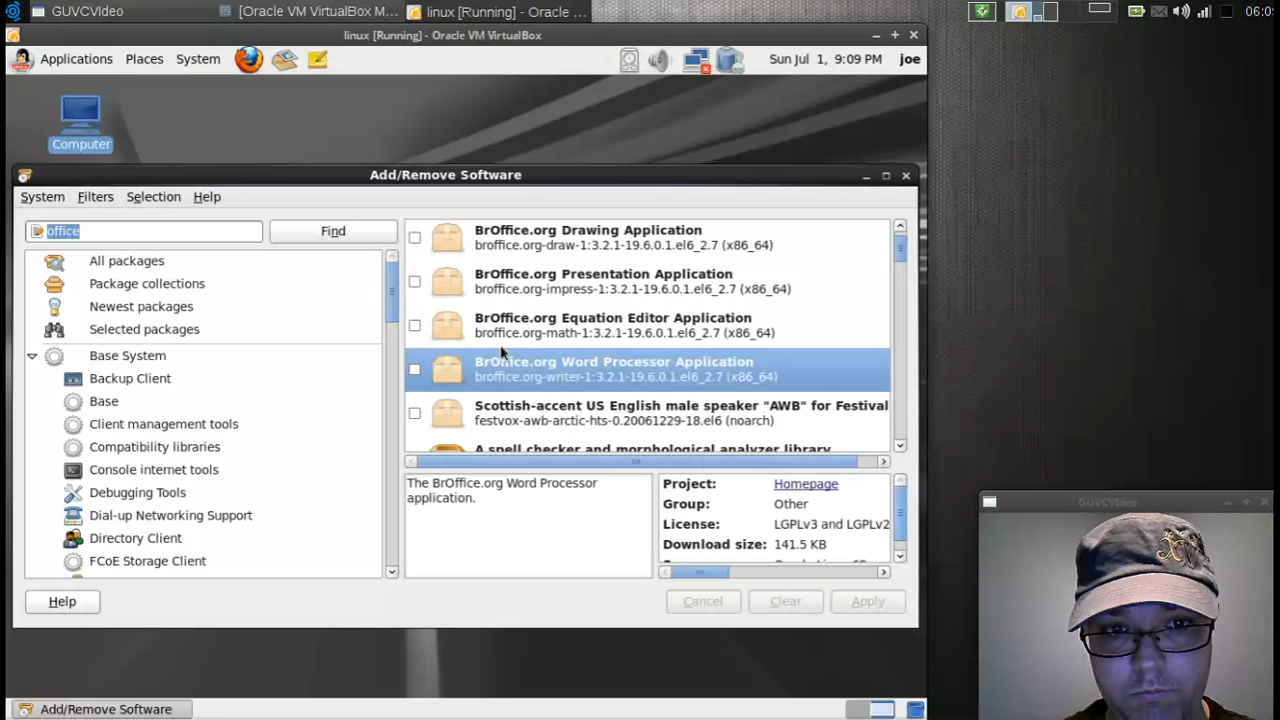 GUVCVIdeo
[Oracle VM VirtualBox M...
linux [Running] - Oracle ...
06:0
linux [Running] - Oracle VM VirtualBox
Applications Places System
Sun Jul 1, 9:09 PM joe
Computer
Add/Remove Software
System Filters Selection Help
office
Find
All packages
Package collections
Newest packages
Selected packages
Base System
Backup Client
Base
Client management tools
Compatibility libraries
Console internet tools
Debugging Tools
Dial-up Networking Support
Directory Client
FCoE Storage Client
BrOffice.org Drawing Application
broffice.org-draw-1:3.2.1-19.6.0.1.el6_2.7 (x86_64)
BrOffice.org Presentation Application
broffice.org-impress-1:3.2.1-19.6.0.1.el6_2.7 (x86_64)
BrOffice.org Equation Editor Application
broffice.org-math-1:3.2.1-19.6.0.1.el6_2.7 (x86_64)
BrOffice.org Word Processor Application
broffice.org-writer-1:3.2.1-19.6.0.1.el6_2.7 (x86_64)
Scottish-accent US English male speaker "AWB" for Festival
festvox-awb-arctic-hts-0.20061229-18.el6 (noarch)
A spell checker and morphological analyzer library
The BrOffice.org Word Processor
application.
Project: Homepage
Group: Other
License: LGPLv3 and LGPLv2
Download size: 141.5 KB
Help
Cancel Clear Apply
Add/Remove Software
GUVCVIdeo